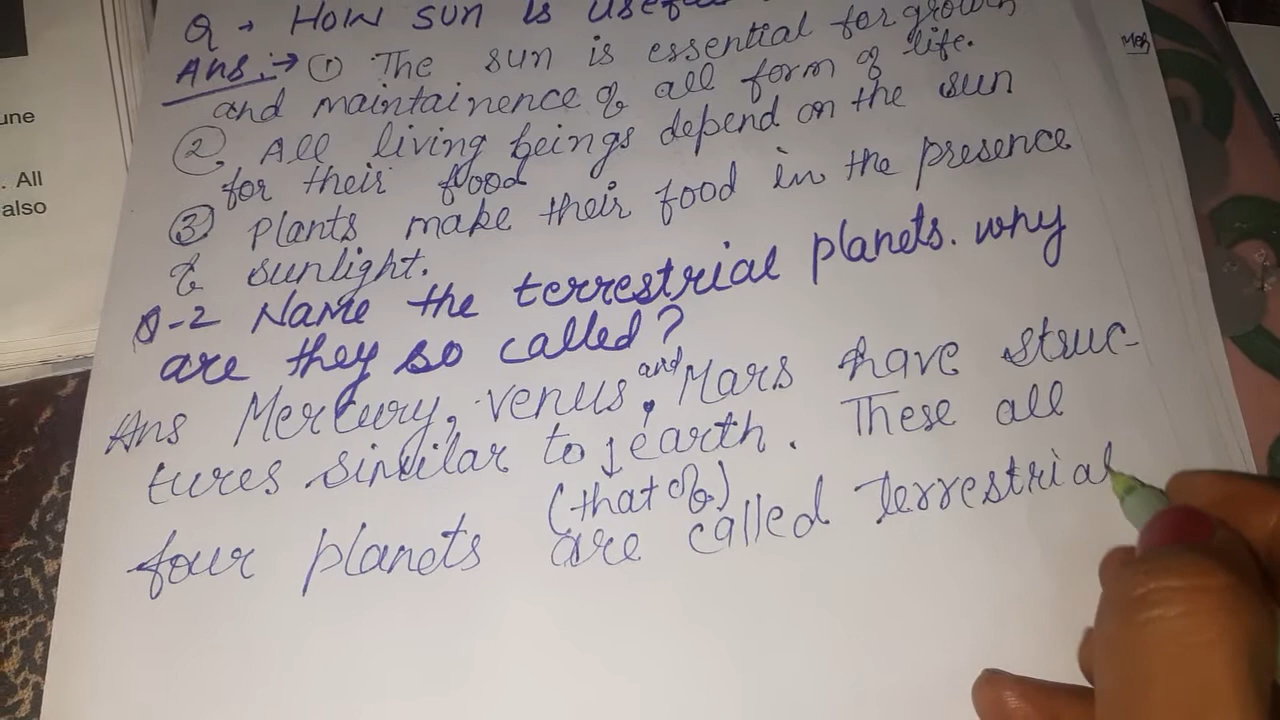 Q → How sun is
Ans :→ ① The sun is essential for growth
and maintainence of all form of life.
② All living beings depend on the sun
for their food
③ Plants make their food in the presence
of sunlight.
Q-2 Name the terrestrial planets. why
are they so called?
Ans Mercury, Venus, and Mars have struc-
tures similar to ↓ earth. These all
(that of)
four planets are called terrestrial
une
. All
also